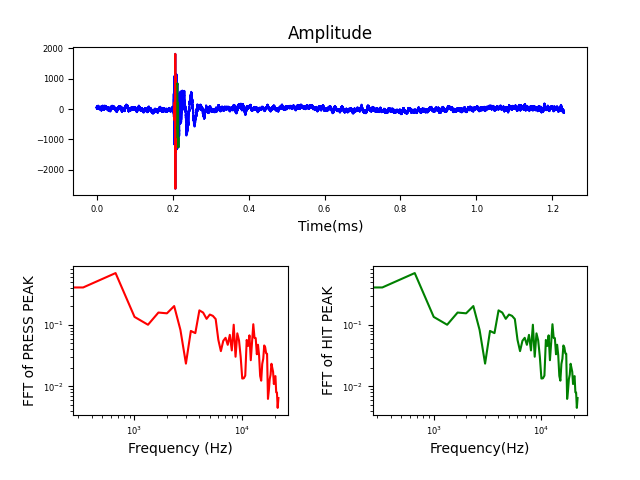 Amplitude
2000
1000
0
−1000
−2000
0.0 0.2 0.4 0.6 0.8 1.0 1.2
Time(ms)
FFT of PRESS PEAK
10⁻¹
10⁻²
10³ 10⁴
Frequency (Hz)
FFT of HIT PEAK
10⁻¹
10⁻²
10³ 10⁴
Frequency(Hz)